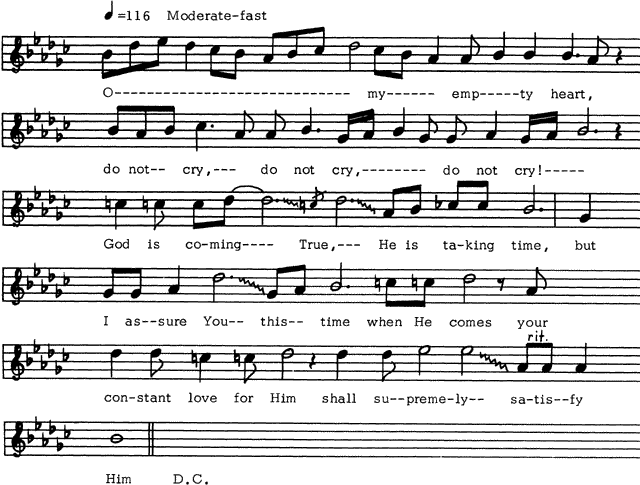 ♩=116 Moderate-fast
O---------------------------- my------ emp-----ty heart,
do not-- cry,--- do not cry,-------- do not cry!-----
God is co-ming---- True,--- He is ta-king time, but
I as--sure You-- this-- time when He comes your
rit.
con-stant love for Him shall su--preme-ly-- sa-tis--fy
Him D.C.